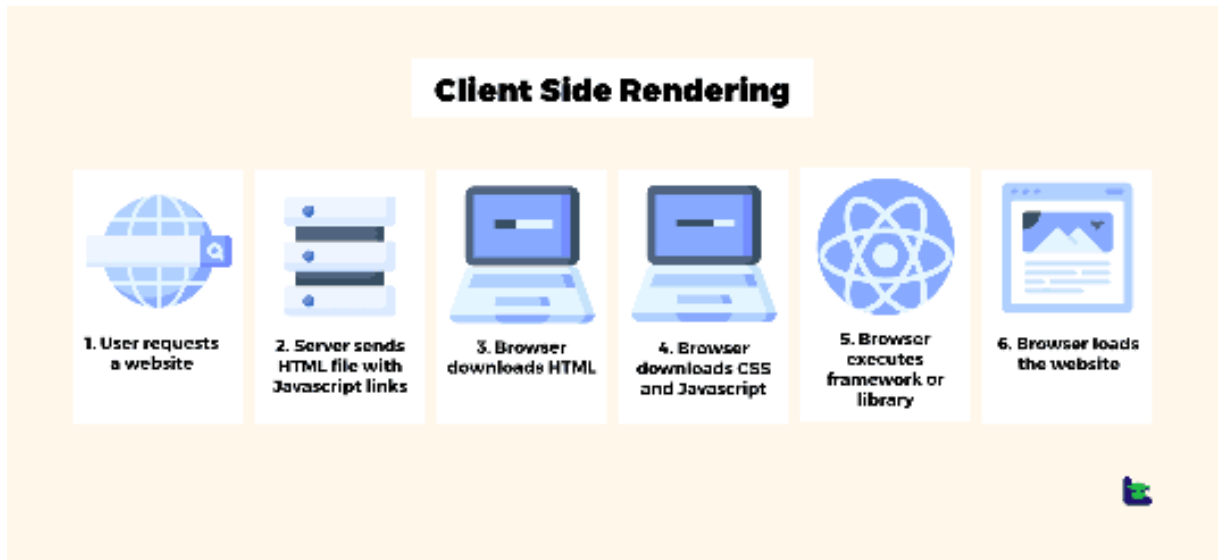 Client Side Rendering
1. User requests
a website
2. Server sends
HTML file with
Javascript links
3. Browser
downloads HTML
4. Browser
downloads CSS
and Javascript
5. Browser
executes
framework or
library
6. Browser loads
the website